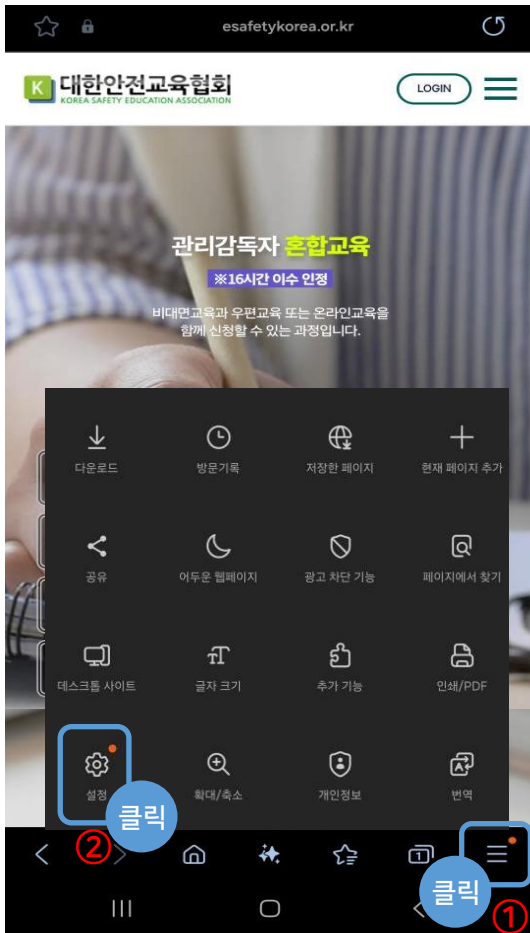 esafetykorea.or.kr
K 대한안전교육협회
KOREA SAFETY EDUCATION ASSOCIATION
LOGIN
관리감독자 혼합교육
※16시간 이수 인정
비대면교육과 우편교육 또는 온라인교육을
함께 신청할 수 있는 과정입니다.
다운로드 방문기록 저장한 페이지 현재 페이지 추가
공유 어두운 웹페이지 광고 차단 기능 페이지에서 찾기
데스크톱 사이트 글자 크기 추가 기능 인쇄/PDF
설정 확대/축소 개인정보 번역
클릭
②
1
클릭
①